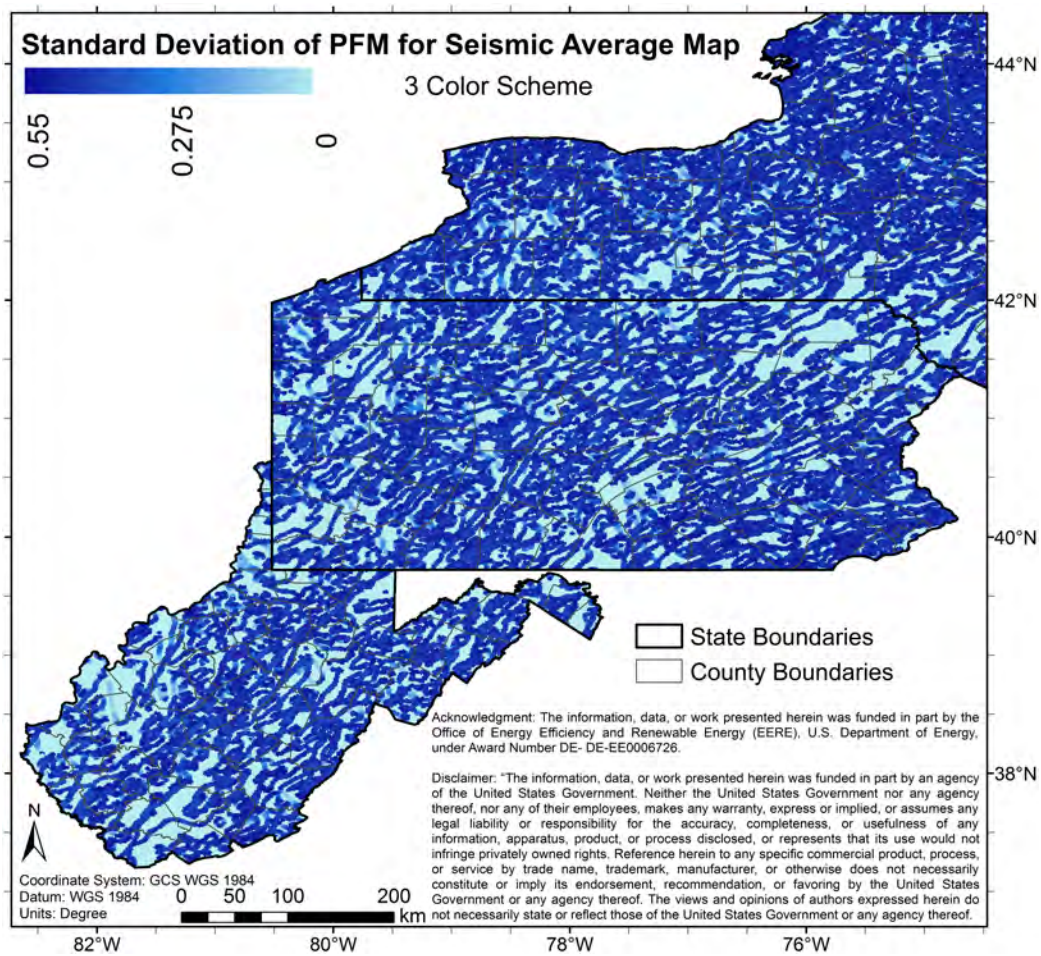 Standard Deviation of PFM for Seismic Average Map
3 Color Scheme
0.55
0.275
0
44°N
42°N
40°N
38°N
State Boundaries
County Boundaries
Acknowledgment: The information, data, or work presented herein was funded in part by the
Office of Energy Efficiency and Renewable Energy (EERE), U.S. Department of Energy,
under Award Number DE- DE-EE0006726.
Disclaimer: “The information, data, or work presented herein was funded in part by an agency
of the United States Government. Neither the United States Government nor any agency
thereof, nor any of their employees, makes any warranty, express or implied, or assumes any
legal liability or responsibility for the accuracy, completeness, or usefulness of any
information, apparatus, product, or process disclosed, or represents that its use would not
infringe privately owned rights. Reference herein to any specific commercial product, process,
or service by trade name, trademark, manufacturer, or otherwise does not necessarily
constitute or imply its endorsement, recommendation, or favoring by the United States
Government or any agency thereof. The views and opinions of authors expressed herein do
not necessarily state or reflect those of the United States Government or any agency thereof.
N
Coordinate System: GCS WGS 1984
Datum: WGS 1984
Units: Degree
0 50 100 200
km
82°W 80°W 78°W 76°W